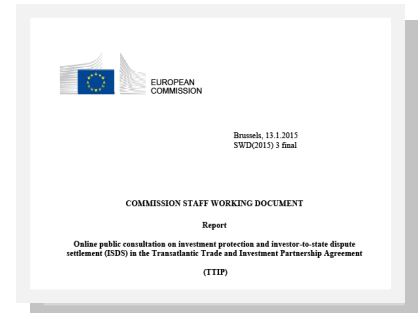 EUROPEAN
COMMISSION
Brussels, 13.1.2015
SWD(2015) 3 final
COMMISSION STAFF WORKING DOCUMENT
Report
Online public consultation on investment protection and investor-to-state dispute
settlement (ISDS) in the Transatlantic Trade and Investment Partnership Agreement
(TTIP)